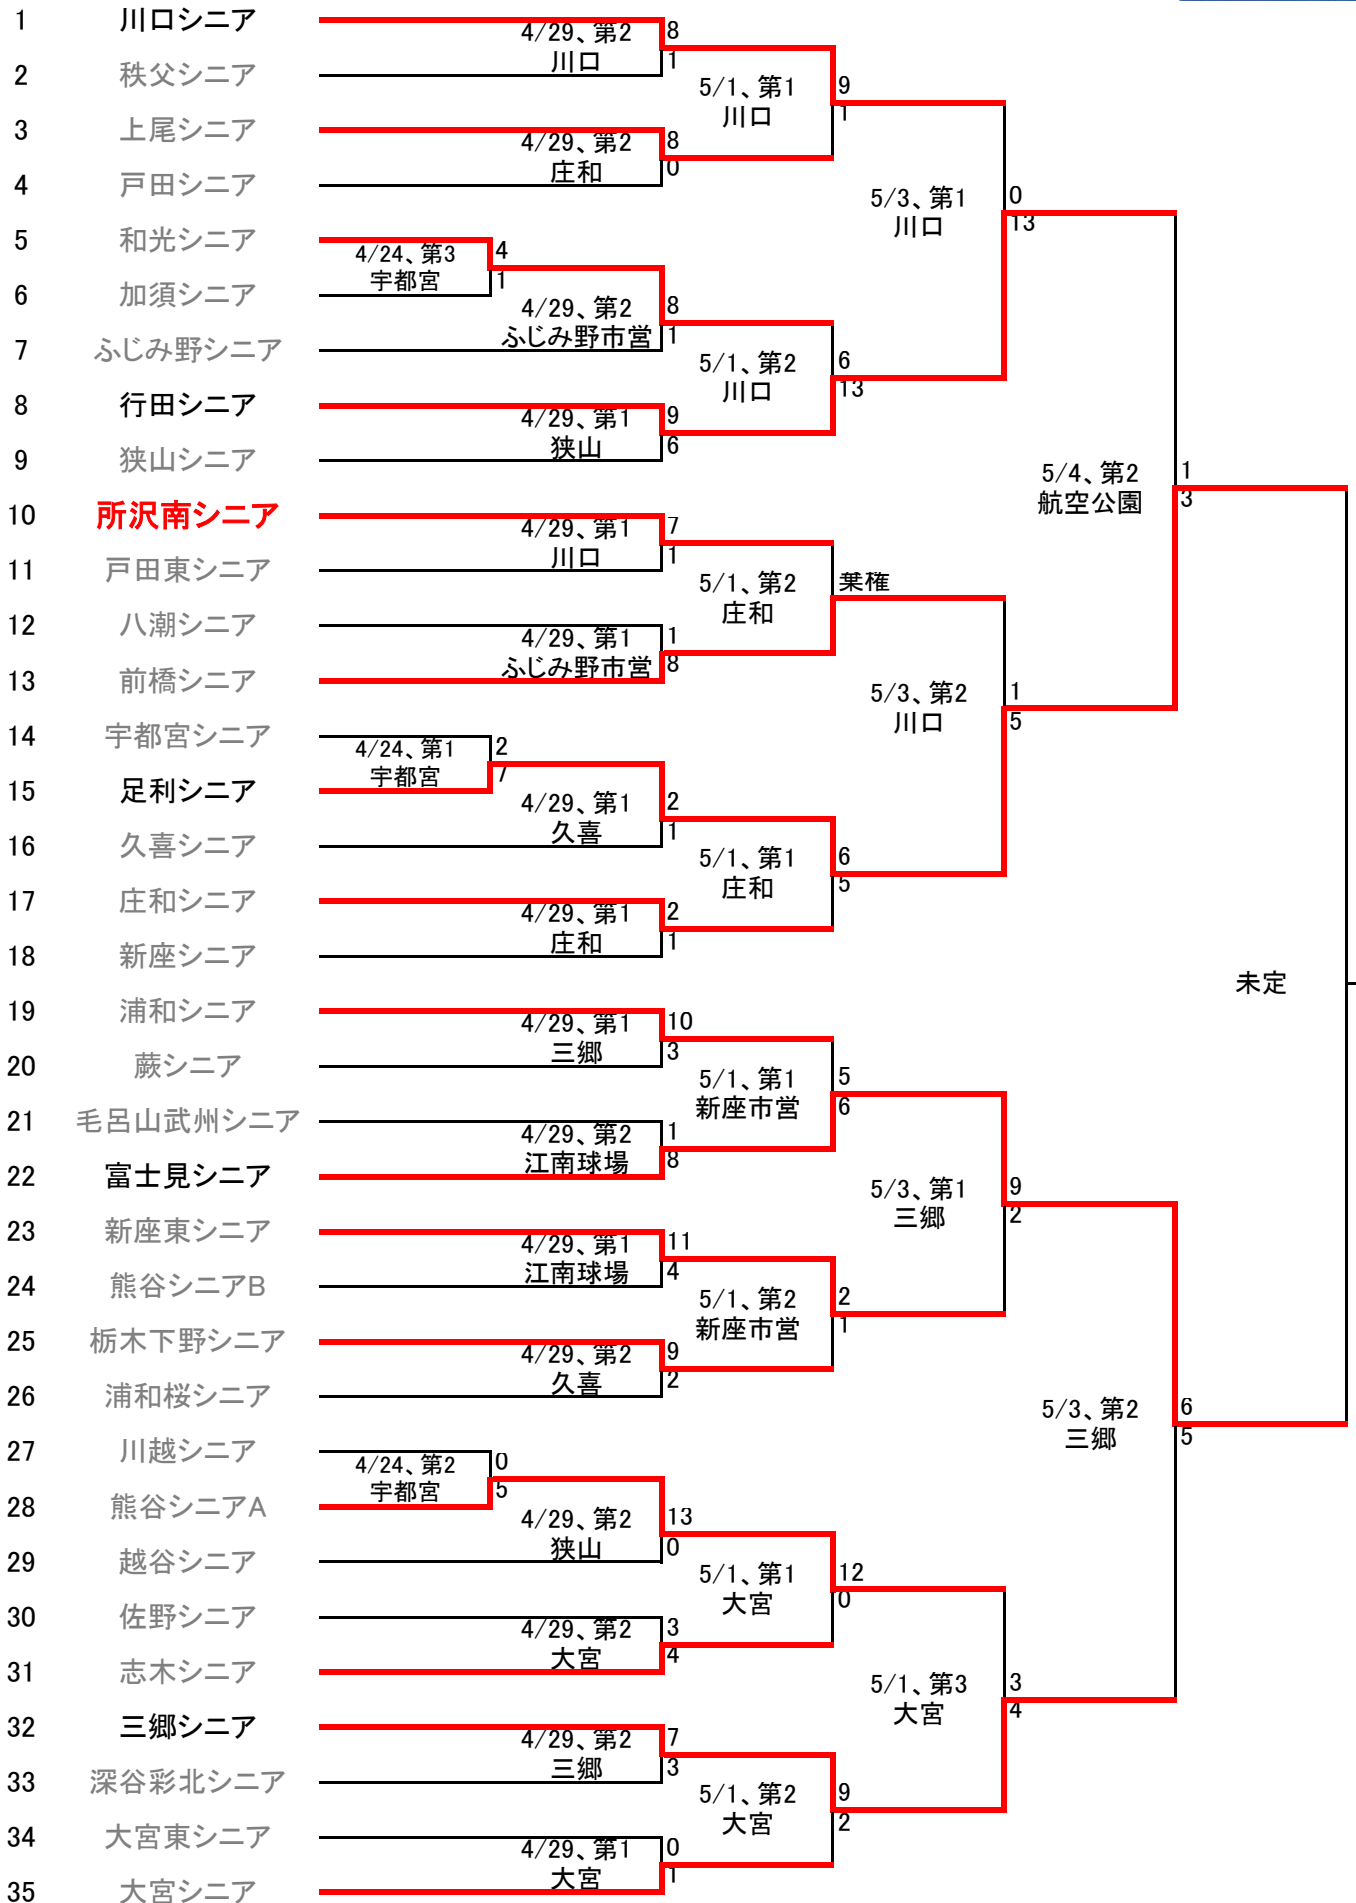 1 川口シニア
4/29、第2 8
川口 1
2 秩父シニア
5/1、第1 9
川口 1
3 上尾シニア
4/29、第2 8
庄和 0
4 戸田シニア
5/3、第1 0
川口 13
5 和光シニア
4/24、第3 4
宇都宮 1
6 加須シニア
4/29、第2 8
ふじみ野市営 1
7 ふじみ野シニア
5/1、第2 6
川口 13
8 行田シニア
4/29、第1 9
狭山 6
9 狭山シニア
5/4、第2 1
航空公園 3
10 所沢南シニア
4/29、第1 7
川口 1
11 戸田東シニア
5/1、第2 棄権
庄和
12 八潮シニア
4/29、第1 1
ふじみ野市営 8
13 前橋シニア
5/3、第2 1
川口 5
14 宇都宮シニア
4/24、第1 2
宇都宮 7
15 足利シニア
4/29、第1 2
久喜 1
16 久喜シニア
5/1、第1 6
庄和 5
17 庄和シニア
4/29、第1 2
庄和 1
18 新座シニア
未定
19 浦和シニア
4/29、第1 10
三郷 3
20 蕨シニア
5/1、第1 5
新座市営 6
21 毛呂山武州シニア
4/29、第2 1
江南球場 8
22 富士見シニア
5/3、第1 9
三郷 2
23 新座東シニア
4/29、第1 11
江南球場 4
24 熊谷シニアB
5/1、第2 2
新座市営 1
25 栃木下野シニア
4/29、第2 9
久喜 2
26 浦和桜シニア
5/3、第2 6
三郷 5
27 川越シニア
4/24、第2 0
宇都宮 5
28 熊谷シニアA
4/29、第2 13
狭山 0
29 越谷シニア
5/1、第1 12
大宮 0
30 佐野シニア
4/29、第2 3
大宮 4
31 志木シニア
5/1、第3 3
大宮 4
32 三郷シニア
4/29、第2 7
三郷 3
33 深谷彩北シニア
5/1、第2 9
大宮 2
34 大宮東シニア
4/29、第1 0
大宮 1
35 大宮シニア